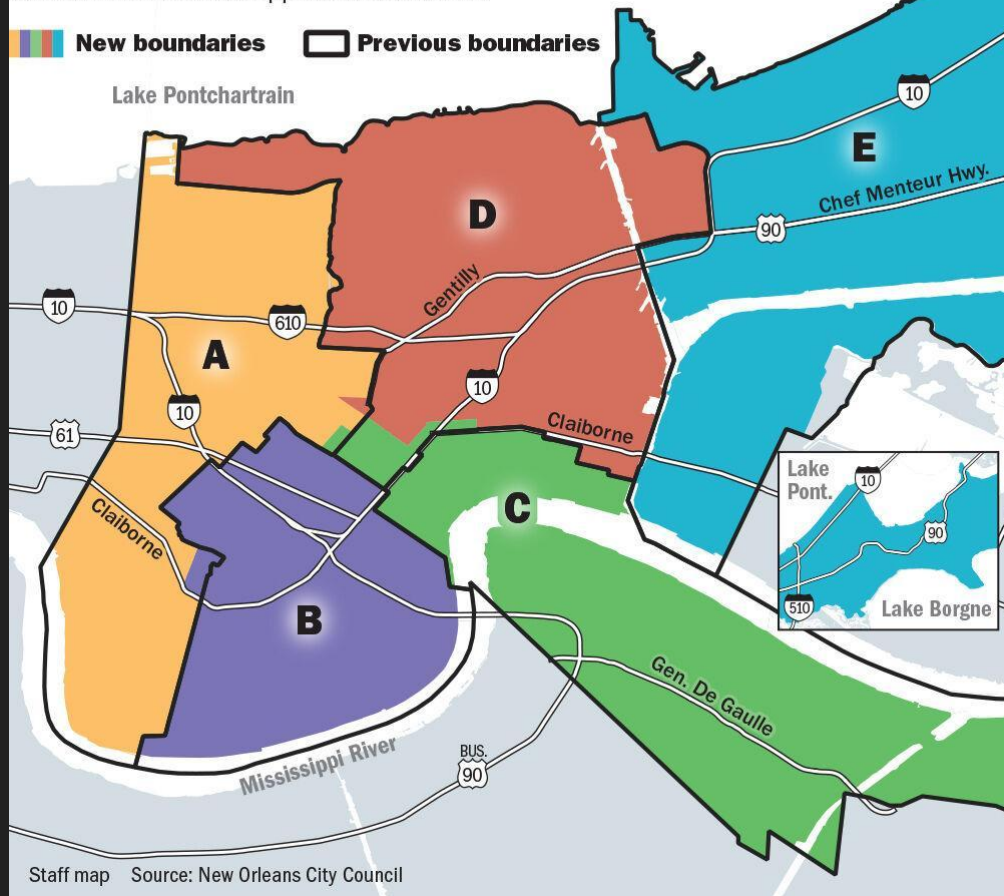 New boundaries
Previous boundaries
Lake Pontchartrain
10
E
Chef Menteur Hwy.
90
D
Gentilly
10
610
A
10
10
61
Claiborne
Claiborne
C
B
Lake
Pont.
10
90
510
Lake Borgne
Gen. De Gaulle
Mississippi River
BUS.
90
Staff map Source: New Orleans City Council